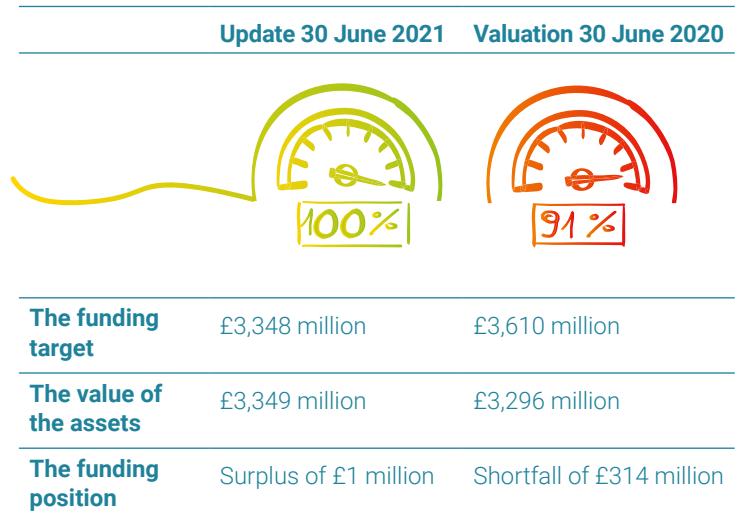 Update 30 June 2021 Valuation 30 June 2020
100% 91%
The funding
target £3,348 million £3,610 million
The value of
the assets £3,349 million £3,296 million
The funding
position Surplus of £1 million Shortfall of £314 million